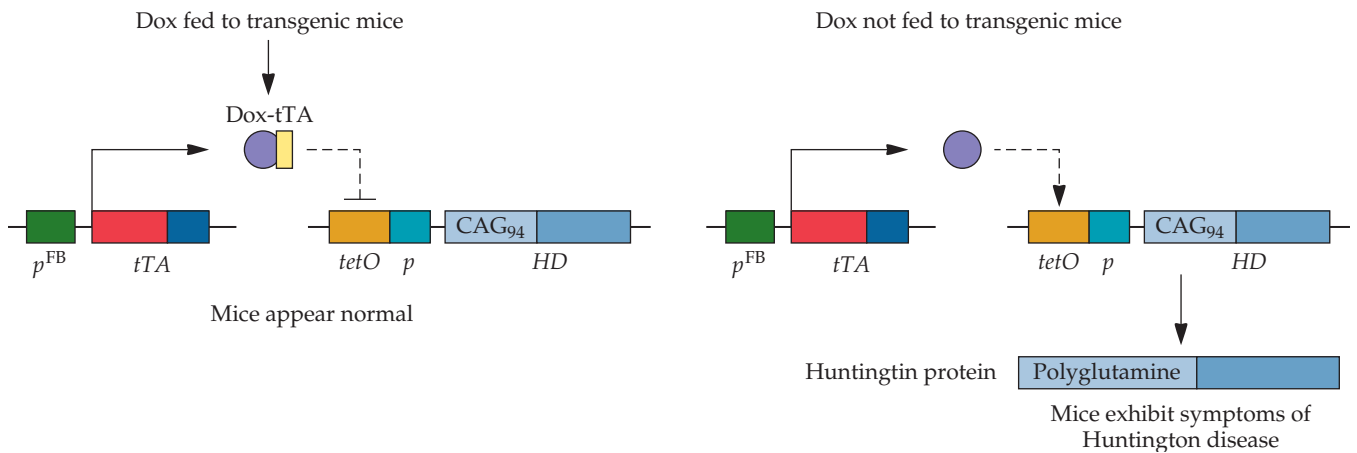 Dox fed to transgenic mice
Dox-tTA
CAG₉₄
pᶠᴮ
tTA
tetO
p
HD
Mice appear normal
Dox not fed to transgenic mice
CAG₉₄
pᶠᴮ
tTA
tetO
p
HD
Huntingtin protein
Polyglutamine
Mice exhibit symptoms of
Huntington disease